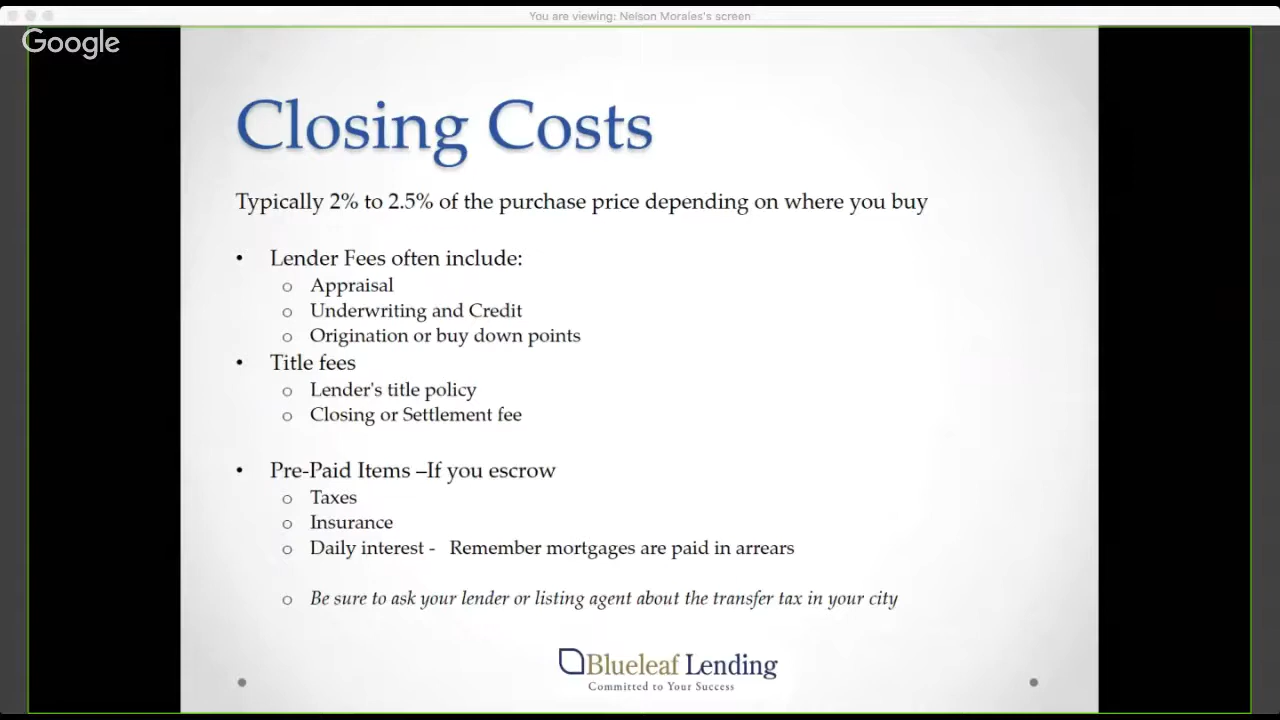 You are viewing: Nelson Morales's screen
Google
Closing Costs
Typically 2% to 2.5% of the purchase price depending on where you buy
• Lender Fees often include:
o Appraisal
o Underwriting and Credit
o Origination or buy down points
• Title fees
o Lender's title policy
o Closing or Settlement fee
• Pre-Paid Items –If you escrow
o Taxes
o Insurance
o Daily interest - Remember mortgages are paid in arrears
o Be sure to ask your lender or listing agent about the transfer tax in your city
Blueleaf Lending
Committed to Your Success